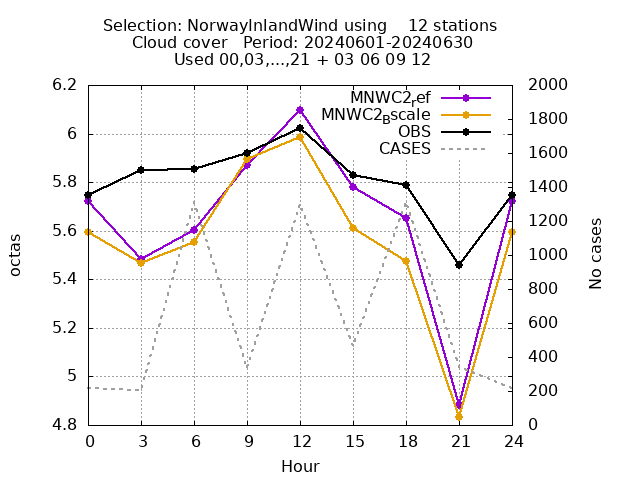 Selection: NorwayInlandWind using    12 stations
Cloud cover   Period: 20240601-20240630
Used 00,03,...,21 + 03 06 09 12
MNWC2_ref
MNWC2_Bscale
OBS
CASES
6.2
6
5.8
5.6
5.4
5.2
5
4.8
octas
2000
1800
1600
1400
1200
1000
800
600
400
200
0
No cases
0 3 6 9 12 15 18 21 24
Hour